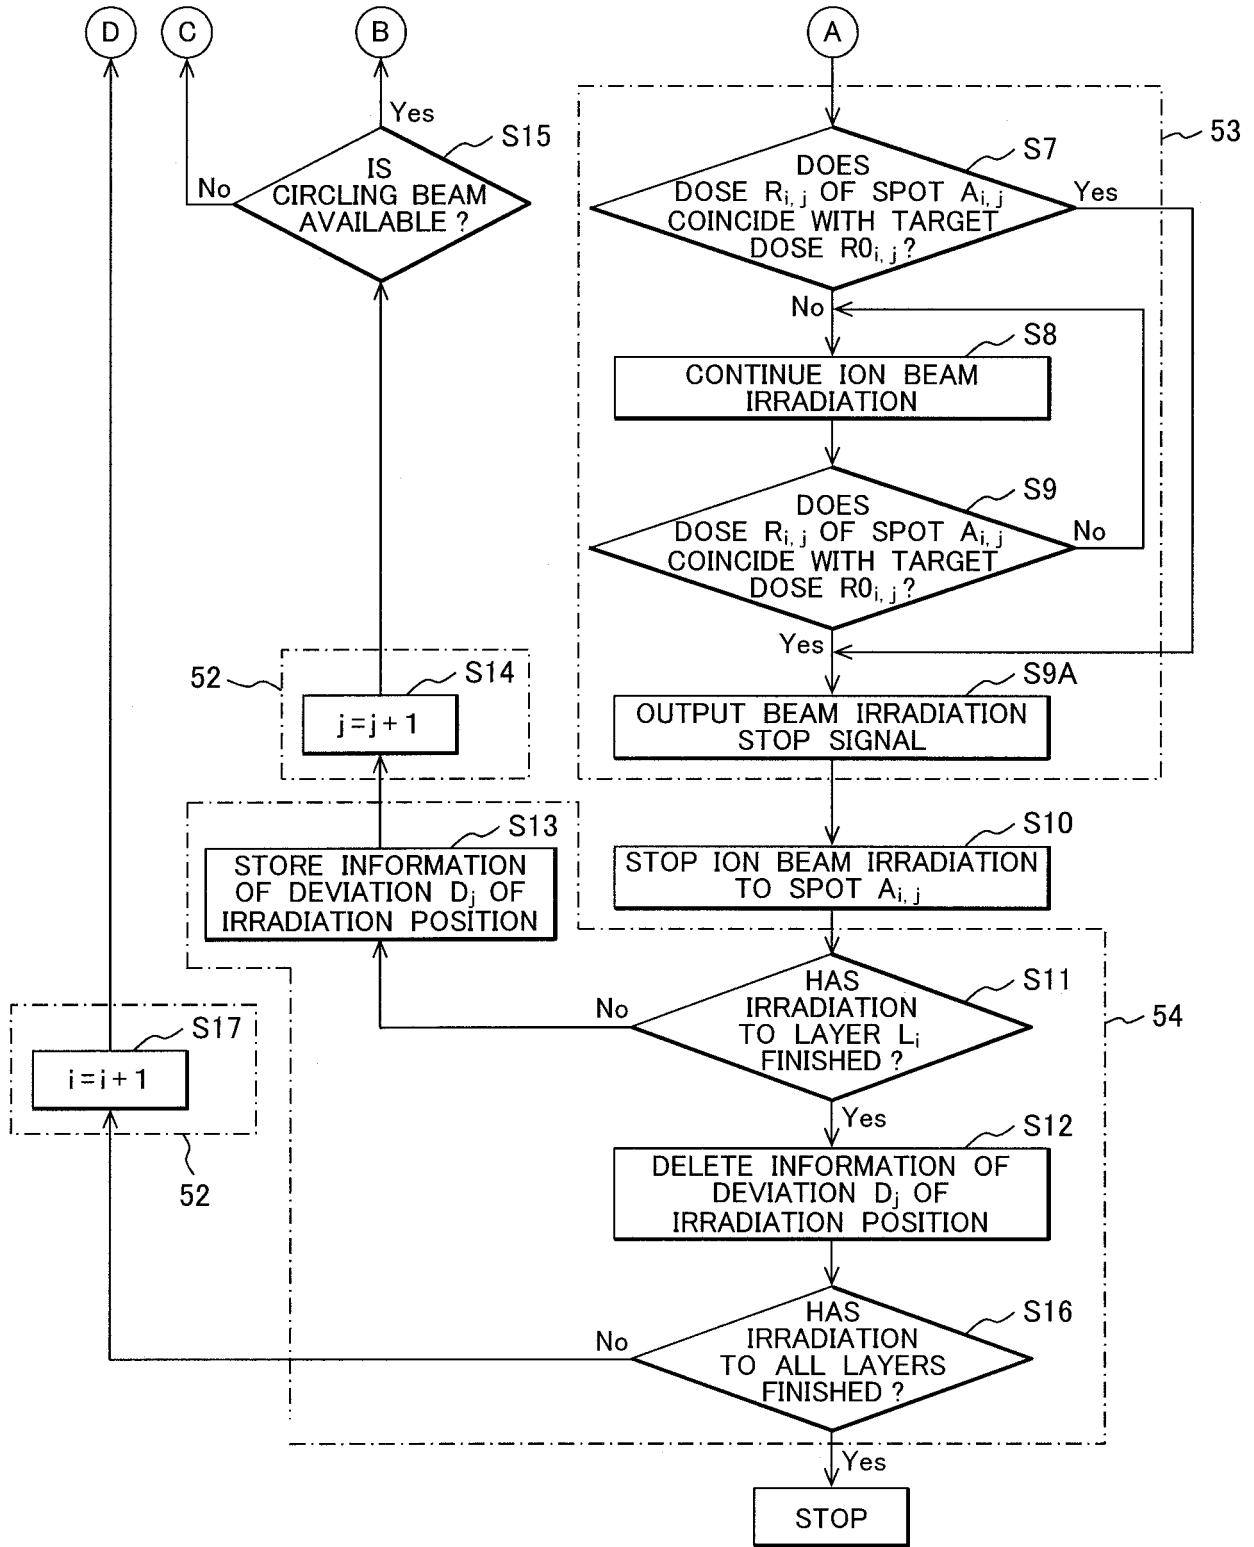 D
C
B
A
Yes
S15
IS
CIRCLING BEAM
AVAILABLE ?
No
53
S7
DOES
DOSE Ri, j OF SPOT Ai, j
COINCIDE WITH TARGET
DOSE R0i, j ?
Yes
No
S8
CONTINUE ION BEAM
IRRADIATION
S9
DOES
DOSE Ri, j OF SPOT Ai, j
COINCIDE WITH TARGET
DOSE R0i, j ?
No
Yes
S9A
OUTPUT BEAM IRRADIATION
STOP SIGNAL
52
S14
j=j+1
S13
STORE INFORMATION
OF DEVIATION Dj OF
IRRADIATION POSITION
S10
STOP ION BEAM IRRADIATION
TO SPOT Ai, j
S11
HAS
IRRADIATION
TO LAYER Li
FINISHED ?
No
54
Yes
S17
i=i+1
52
S12
DELETE INFORMATION OF
DEVIATION Dj OF
IRRADIATION POSITION
S16
HAS
IRRADIATION
TO ALL LAYERS
FINISHED ?
No
Yes
STOP